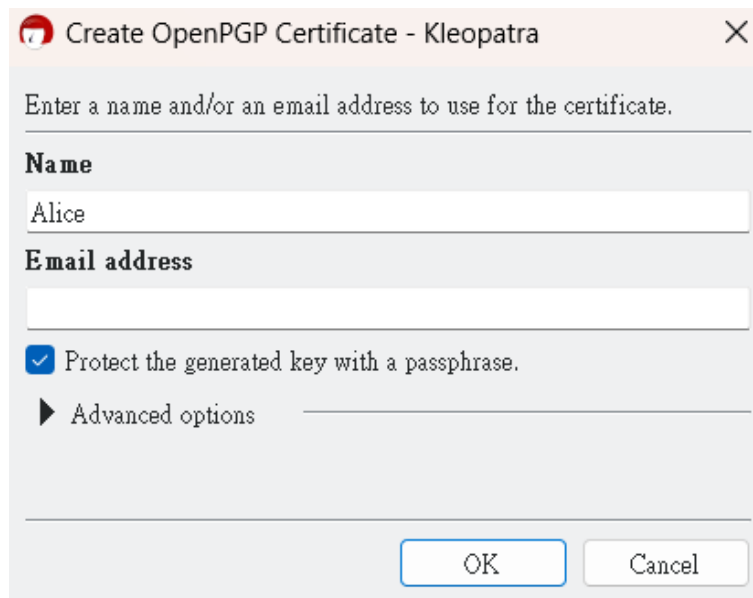 Create OpenPGP Certificate - Kleopatra
Enter a name and/or an email address to use for the certificate.
Name
Alice
Email address
Protect the generated key with a passphrase.
Advanced options
OK Cancel